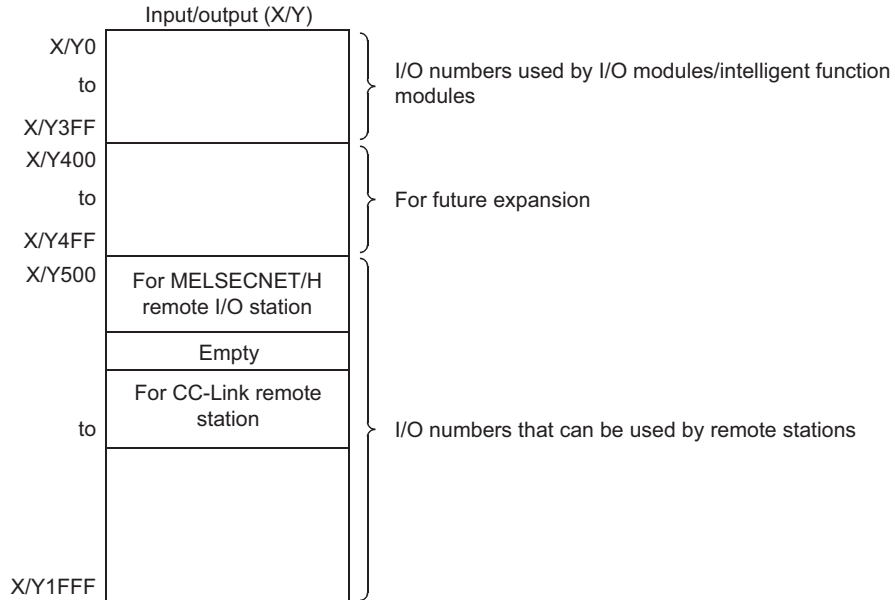 Input/output (X/Y)
X/Y0
to
X/Y3FF
I/O numbers used by I/O modules/intelligent function
modules
X/Y400
to
X/Y4FF
For future expansion
X/Y500
For MELSECNET/H
remote I/O station
Empty
For CC-Link remote
station
to
I/O numbers that can be used by remote stations
X/Y1FFF